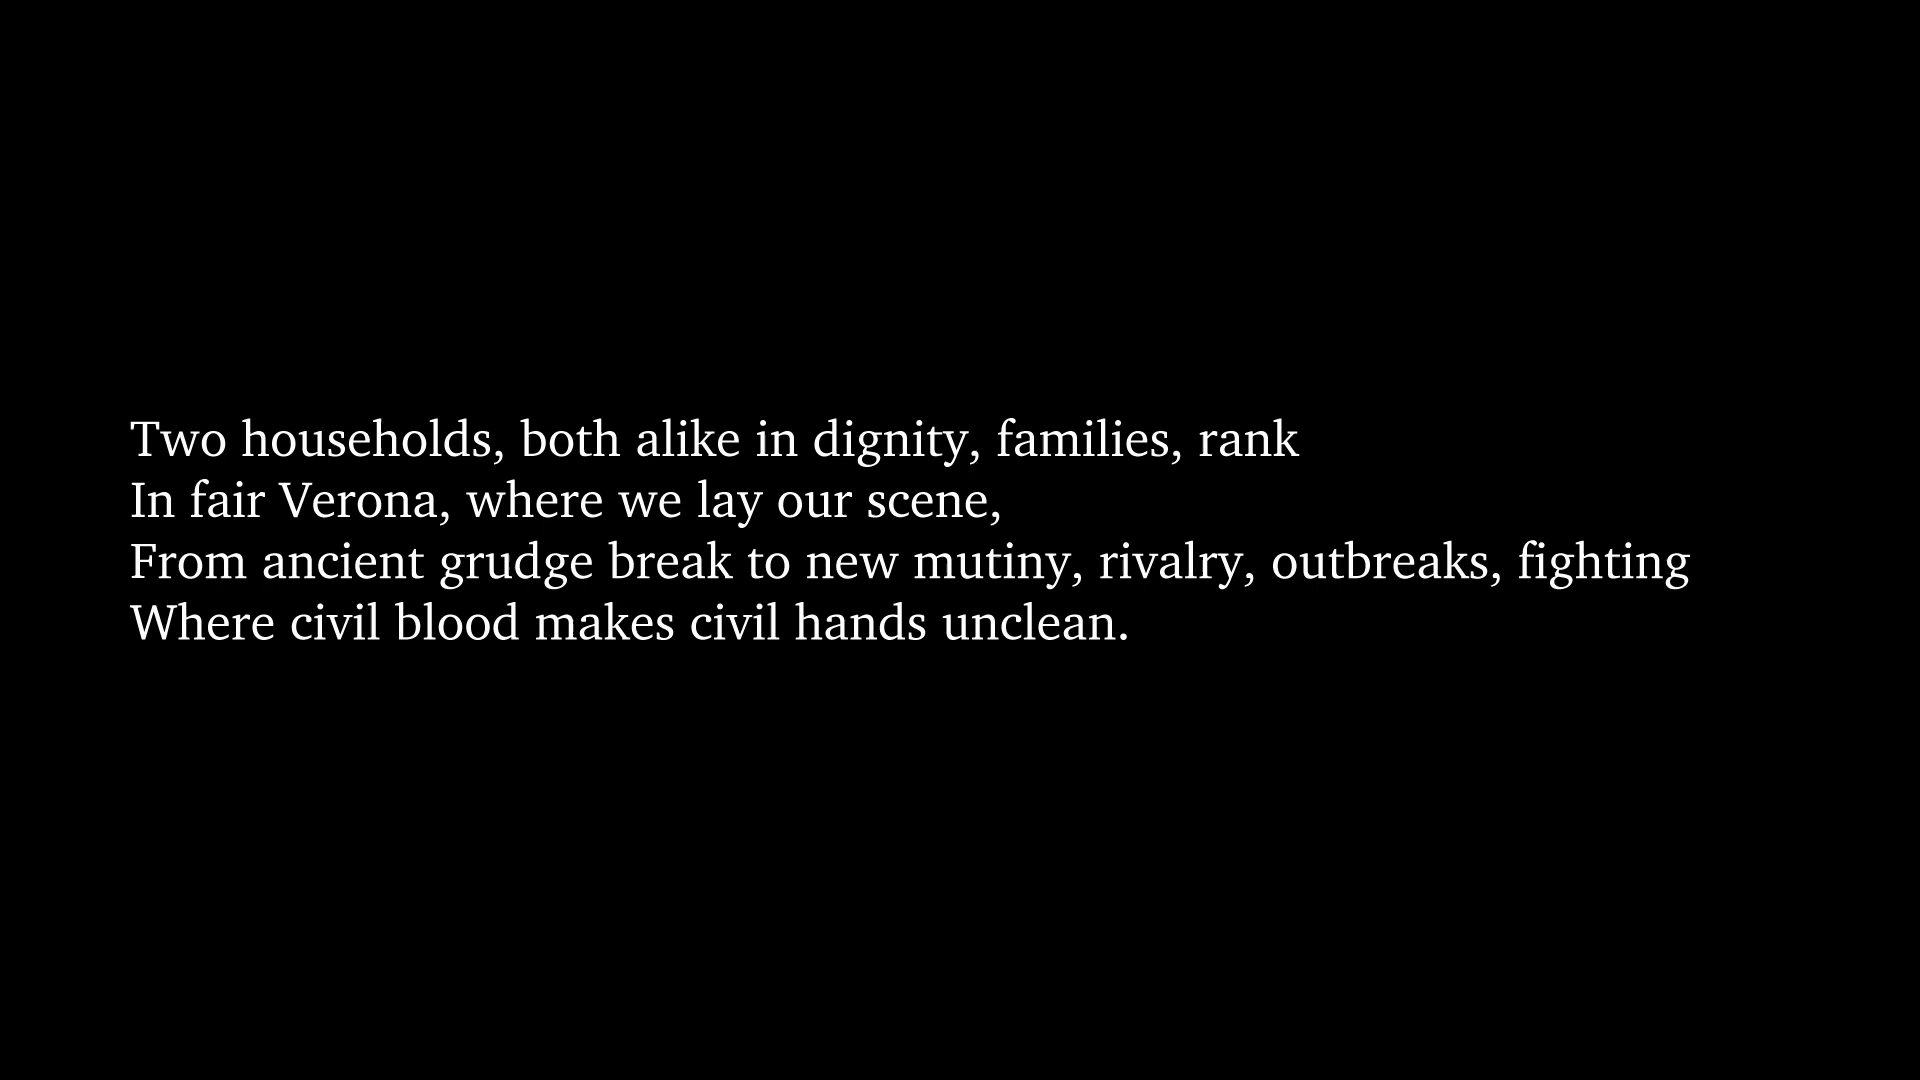 Two households, both alike in dignity, families, rank
In fair Verona, where we lay our scene,
From ancient grudge break to new mutiny, rivalry, outbreaks, fighting
Where civil blood makes civil hands unclean.